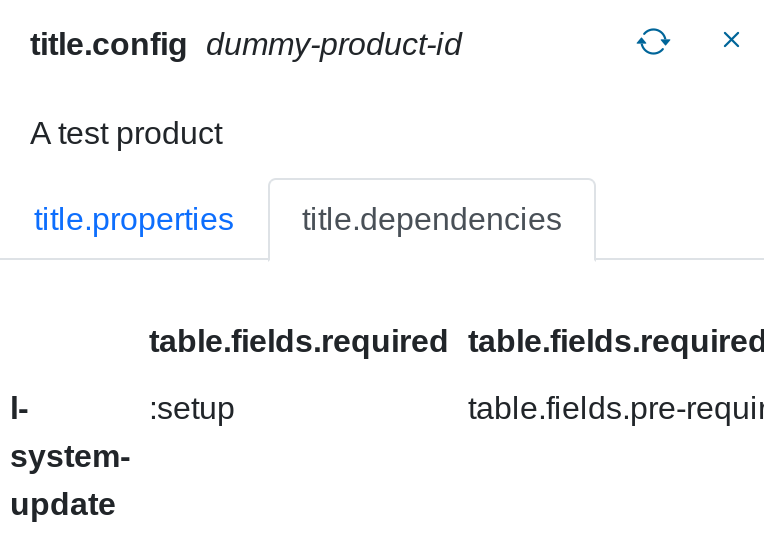 title.config dummy-product-id
A test product
title.properties title.dependencies
table.fields.required table.fields.required
l- :setup table.fields.pre-requir
system-
update